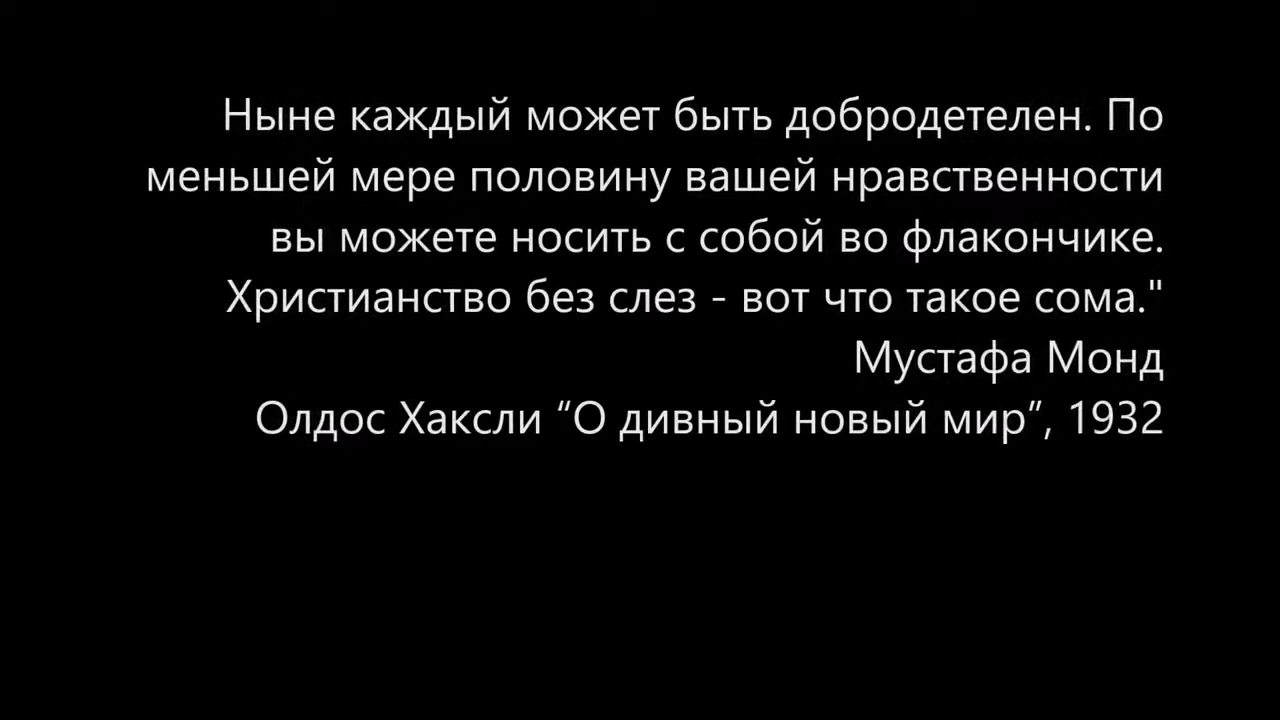 Ныне каждый может быть добродетелен. По
меньшей мере половину вашей нравственности
вы можете носить с собой во флакончике.
Христианство без слез - вот что такое сома."
Мустафа Монд
Олдос Хаксли “О дивный новый мир”, 1932